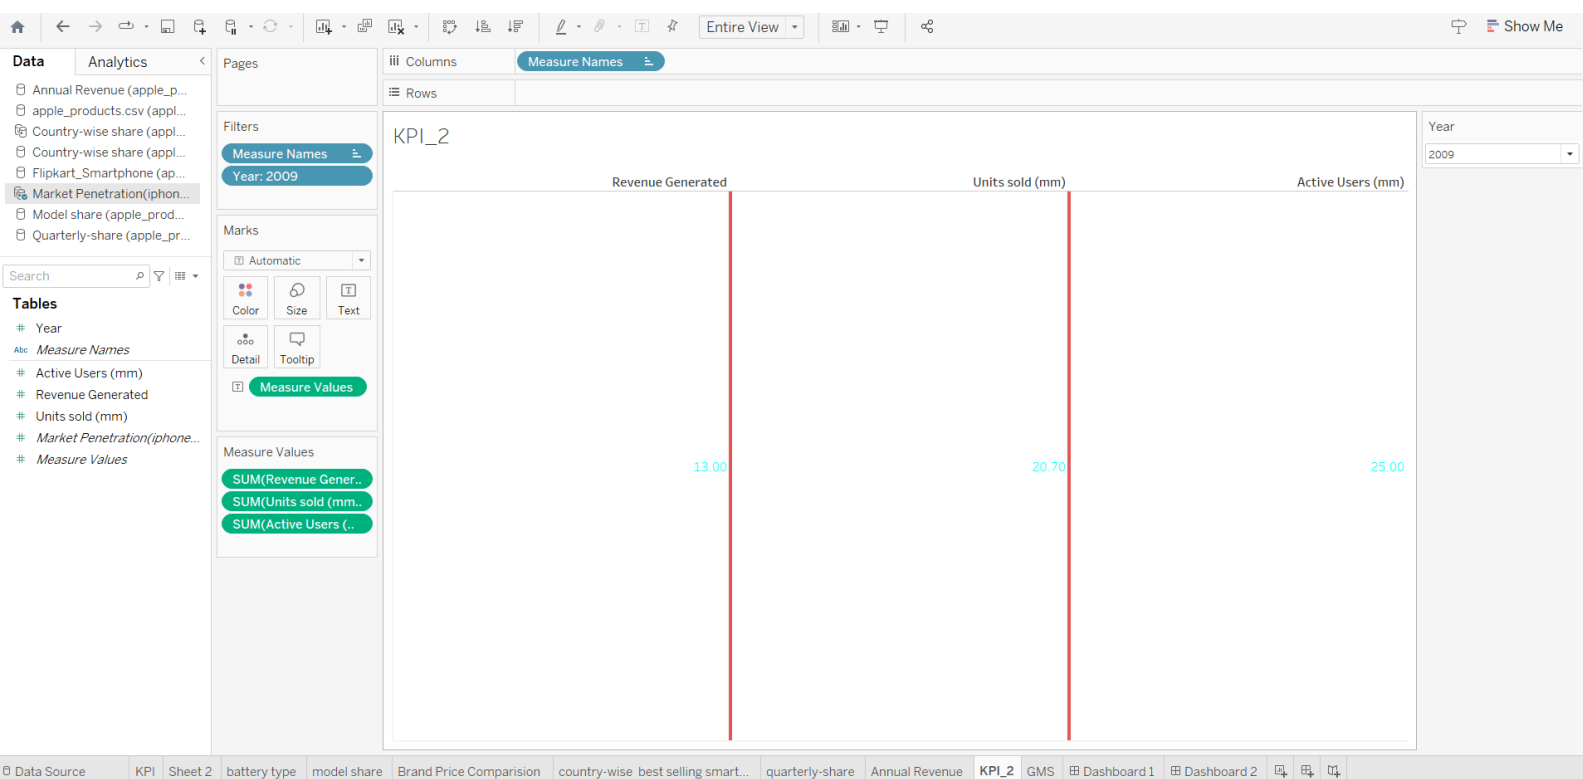 Entire View
Show Me
Data
Analytics
Annual Revenue (apple_p...
apple_products.csv (appl...
Country-wise share (appl...
Country-wise share (appl...
Flipkart_Smartphone (ap...
Market Penetration(iphon...
Model share (apple_prod...
Quarterly-share (apple_pr...
Search
Tables
Year
Abc Measure Names
Active Users (mm)
Revenue Generated
Units sold (mm)
Market Penetration(iphone...
Measure Values
Pages
Filters
Measure Names
Year: 2009
Marks
Automatic
Color Size Text
Detail Tooltip
Measure Values
Measure Values
SUM(Revenue Gener..
SUM(Units sold (mm..
SUM(Active Users (..
Columns
Measure Names
Rows
KPI_2
Revenue Generated Units sold (mm) Active Users (mm)
13.00 20.70 25.00
Year
2009
Data Source KPI Sheet 2 battery type model share Brand Price Comparision country-wise best selling smart... quarterly-share Annual Revenue KPI_2 GMS Dashboard 1 Dashboard 2